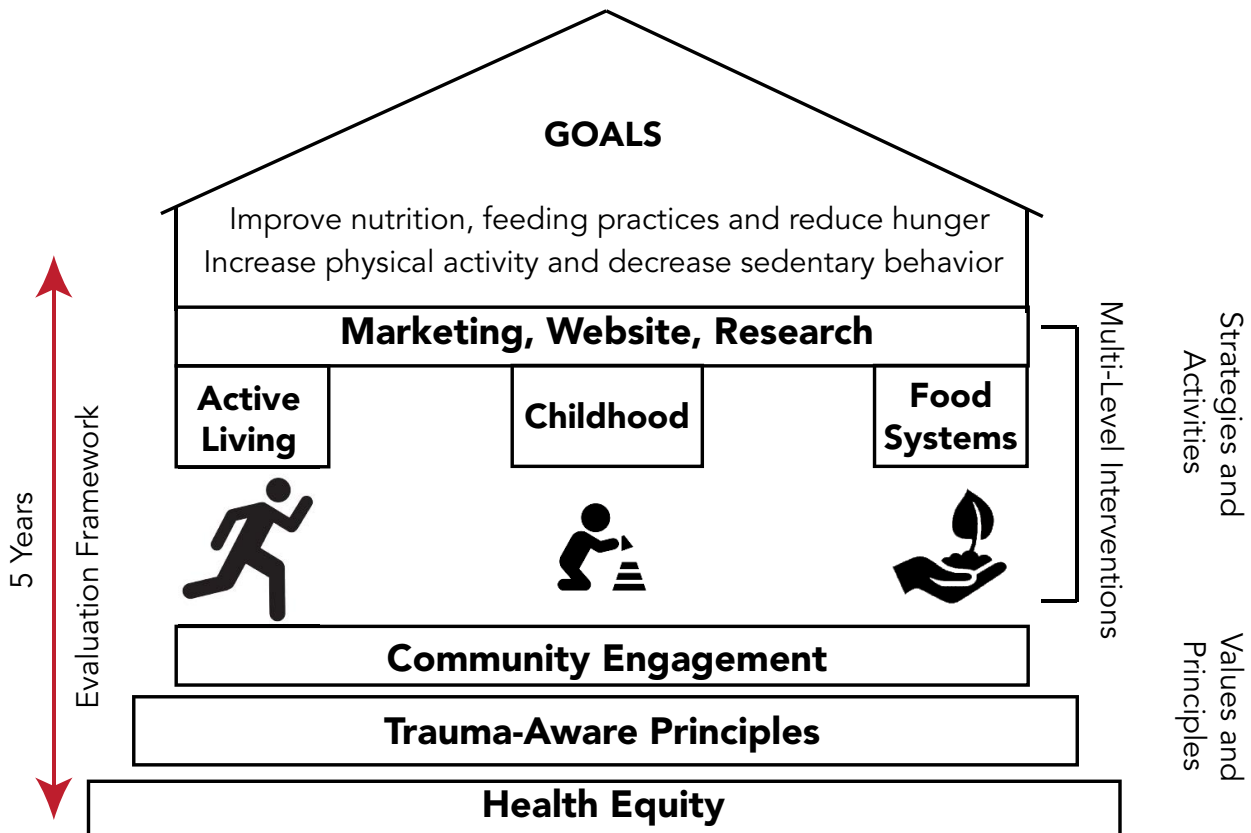 GOALS
Improve nutrition, feeding practices and reduce hunger
Increase physical activity and decrease sedentary behavior
Marketing, Website, Research
Active
Living
Childhood
Food
Systems
Community Engagement
Trauma-Aware Principles
Health Equity
5 Years
Evaluation Framework
Multi-Level Interventions
Strategies and
Activities
Values and
Principles